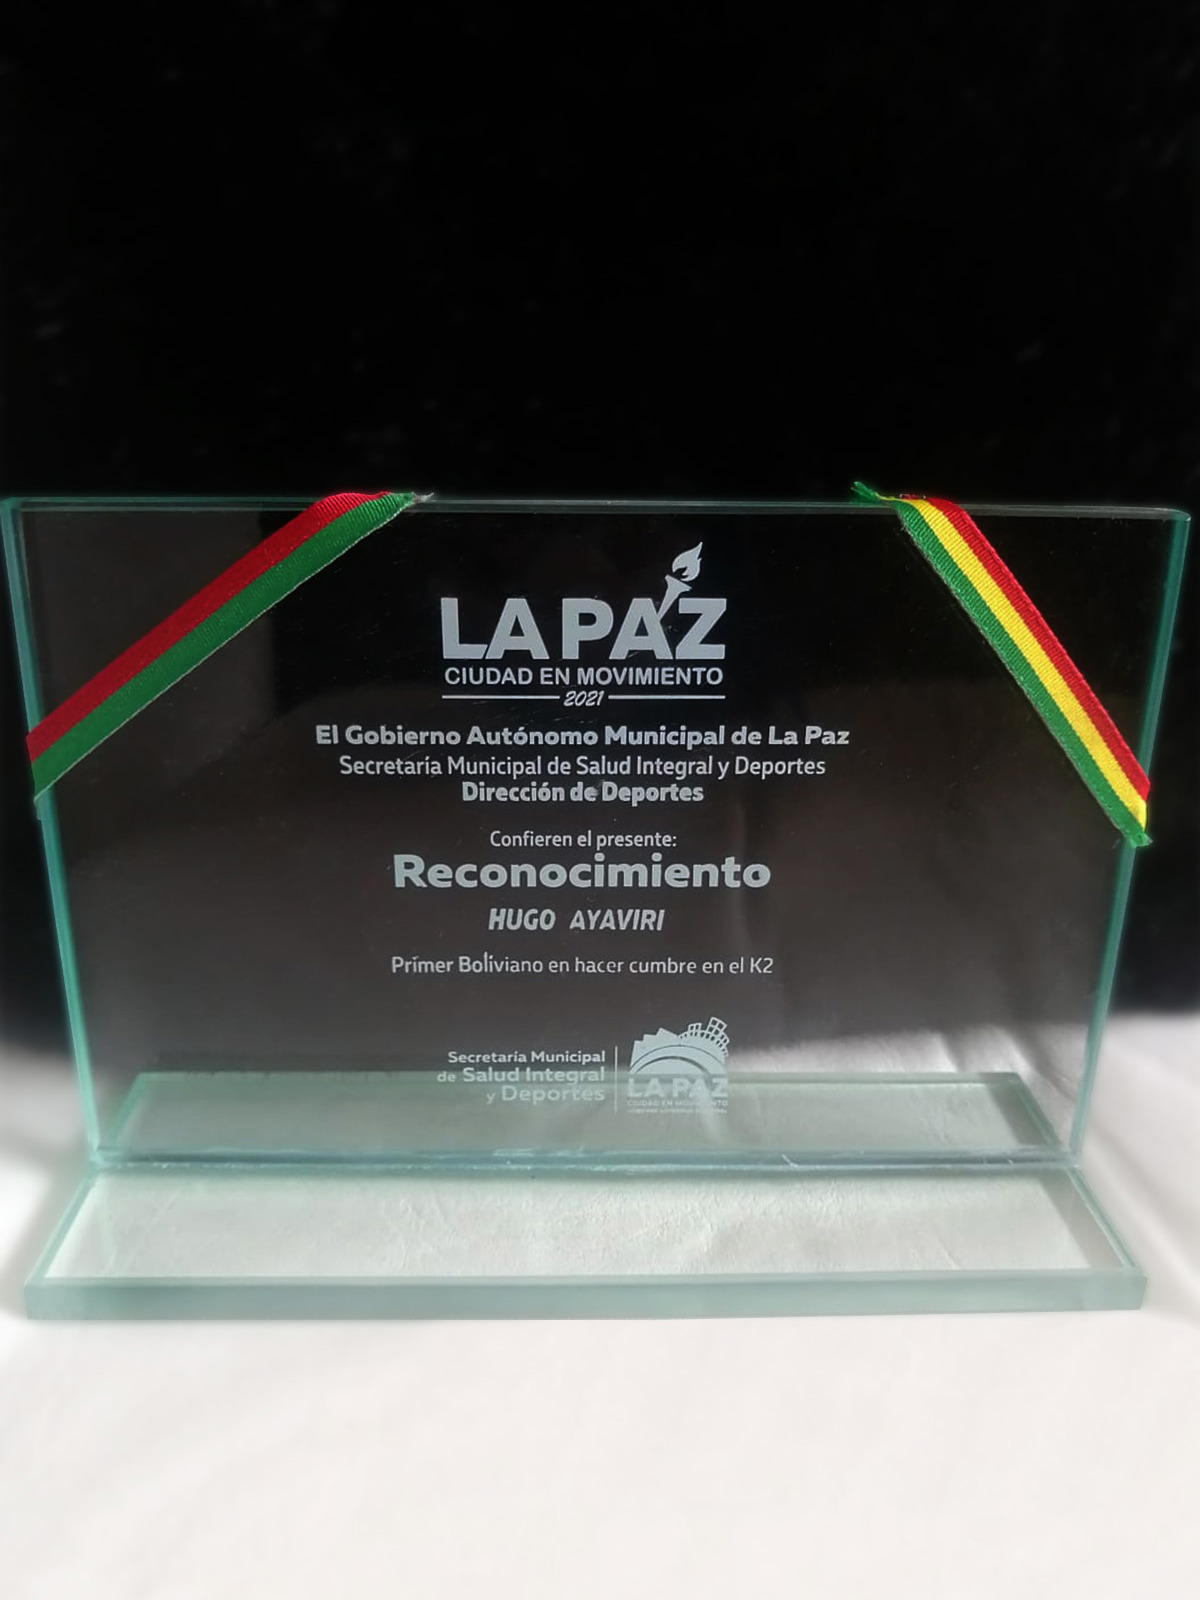 LA PAZ
CIUDAD EN MOVIMIENTO
2021
El Gobierno Autónomo Municipal de La Paz
Secretaría Municipal de Salud Integral y Deportes
Dirección de Deportes
Confieren el presente:
Reconocimiento
HUGO AYAVIRI
Primer Boliviano en hacer cumbre en el K2
Secretaría Municipal
de Salud Integral
y Deportes
LA PAZ
CIUDAD EN MOVIMIENTO